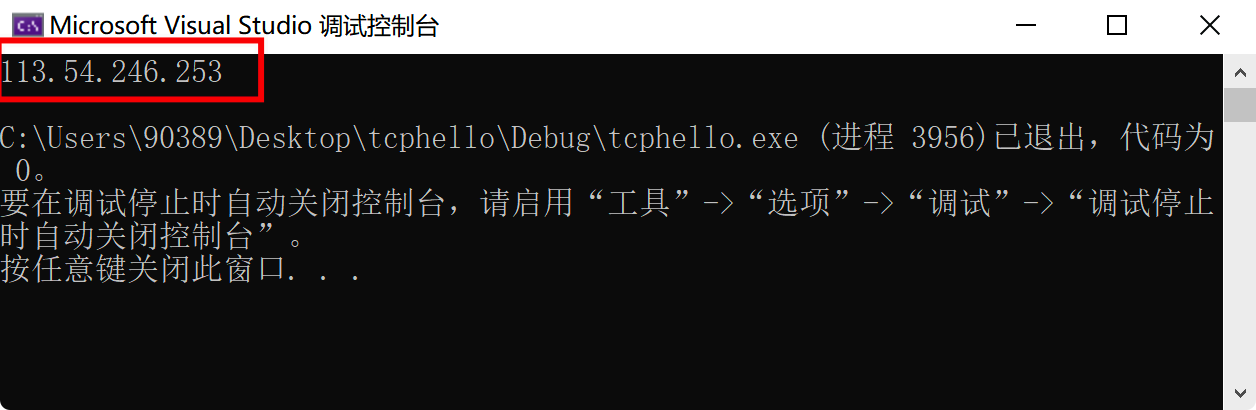 Microsoft Visual Studio 调试控制台
113.54.246.253
C:\Users\90389\Desktop\tcphello\Debug\tcphello.exe (进程 3956)已退出，代码为
0。
要在调试停止时自动关闭控制台，请启用“工具”->“选项”->“调试”->“调试停止
时自动关闭控制台”。
按任意键关闭此窗口. . .